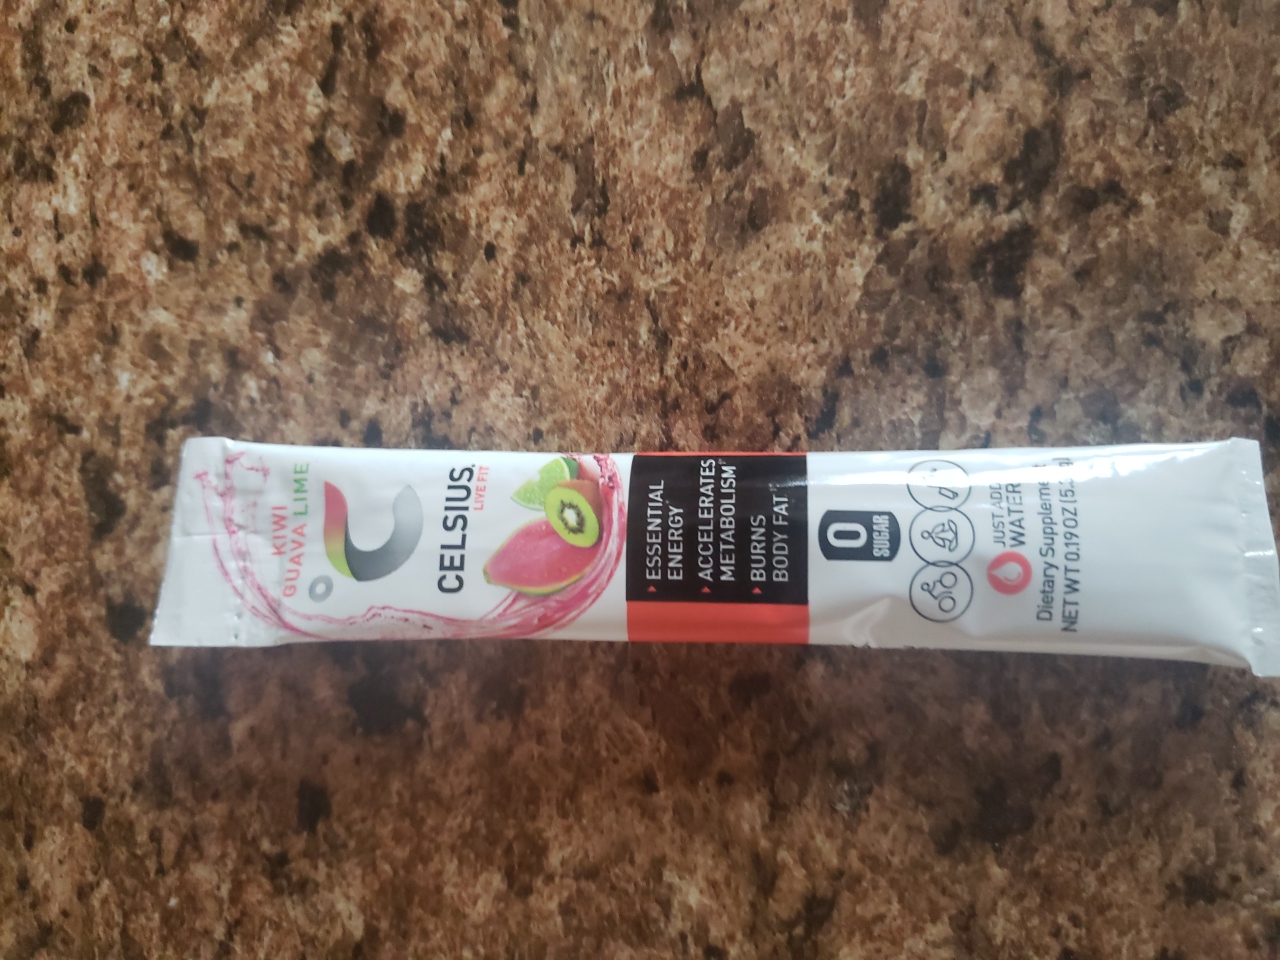 KIWI
GUAVA LIME
CELSIUS®
LIVE FIT
ESSENTIAL
ENERGY*
ACCELERATES
METABOLISM*†
BURNS
BODY FAT*†
0
SUGAR
JUST ADD
WATER
Dietary Supplement
NET WT 0.19 OZ